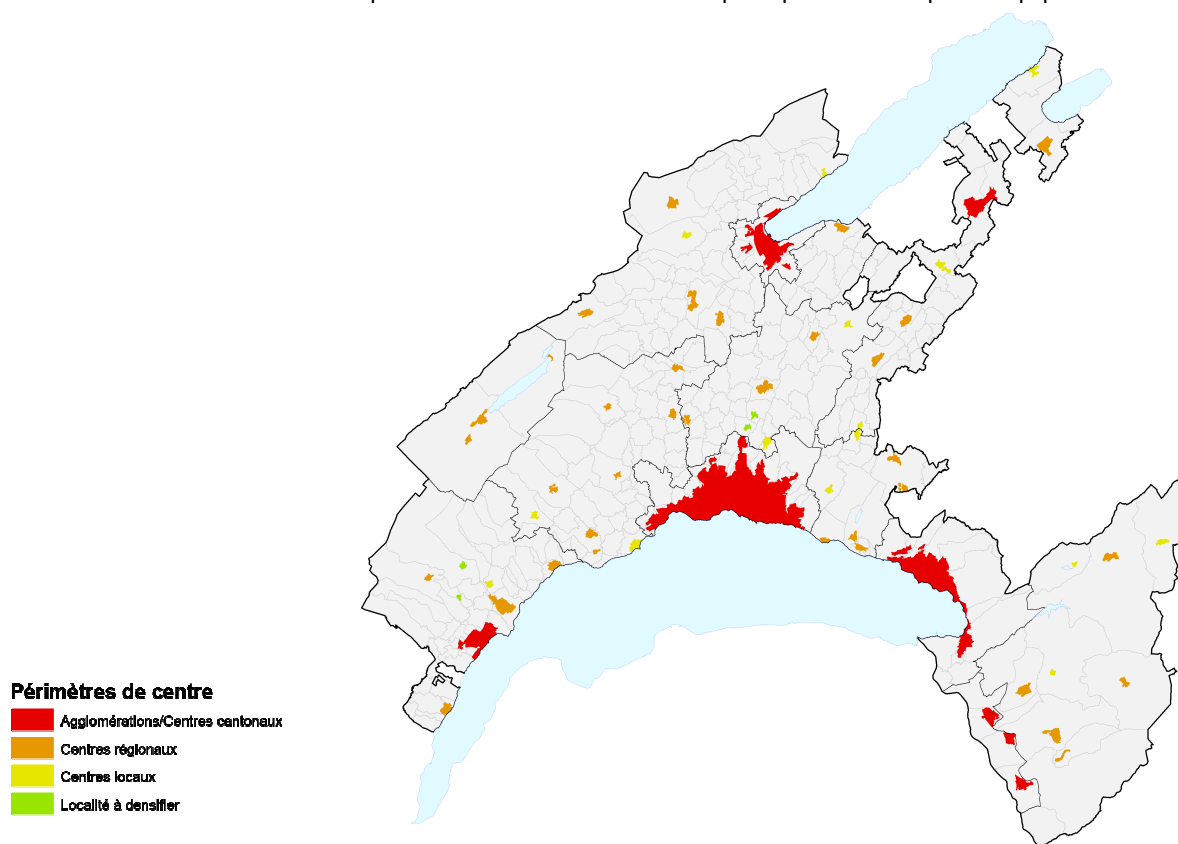 Périmètres de centre
Agglomérations/Centres cantonaux
Centres régionaux
Centres locaux
Localité à densifier